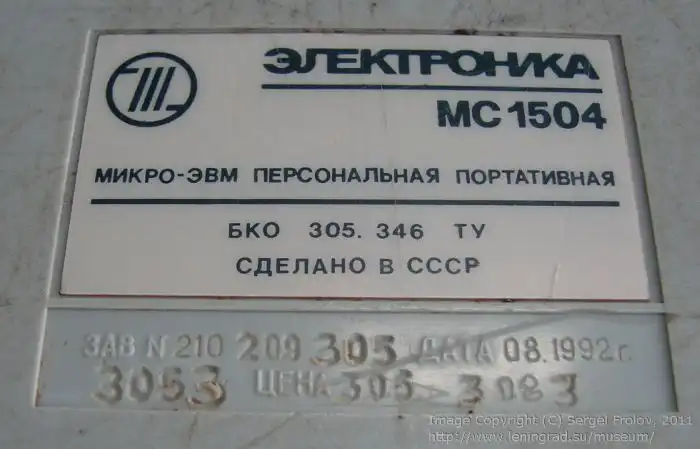 ЭЛЕКТРОНИКА
МС 1504
МИКРО-ЭВМ ПЕРСОНАЛЬНАЯ ПОРТАТИВНАЯ
БКО 305. 346 ТУ
СДЕЛАНО В СССР
ЗАВ N 210 209 305 ДАТА 08.1992г.
3053 ЦЕНА 305 3083
Image Copyright (C) Sergei Frolov, 2011
http://www.leningrad.su/museum/